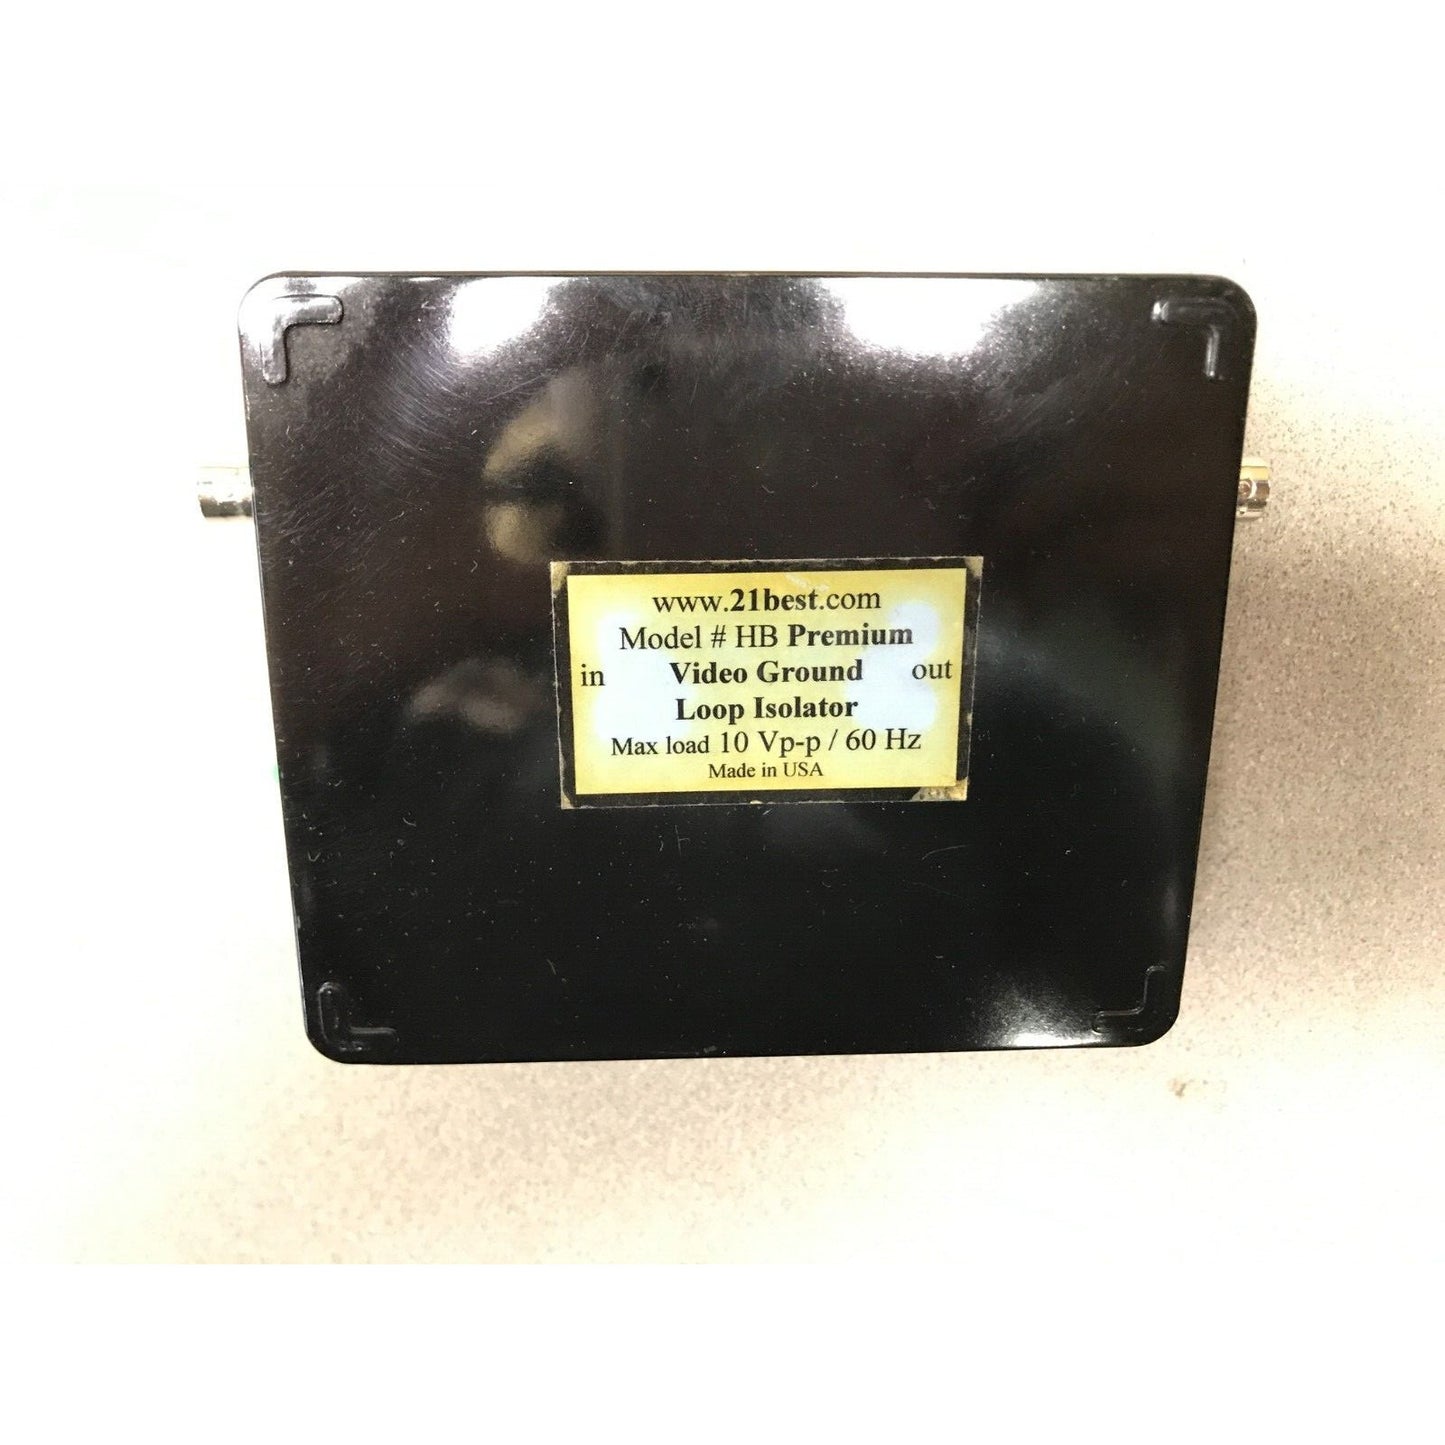 www.21best.com
Model # HB Premium
in Video Ground out
Loop Isolator
Max load 10 Vp-p / 60 Hz
Made in USA